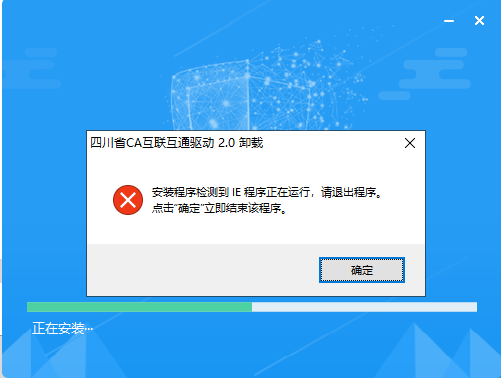 四川省CA互联互通驱动 2.0 卸载
安装程序检测到 IE 程序正在运行，请退出程序。
点击“确定”立即结束该程序。
确定
正在安装...